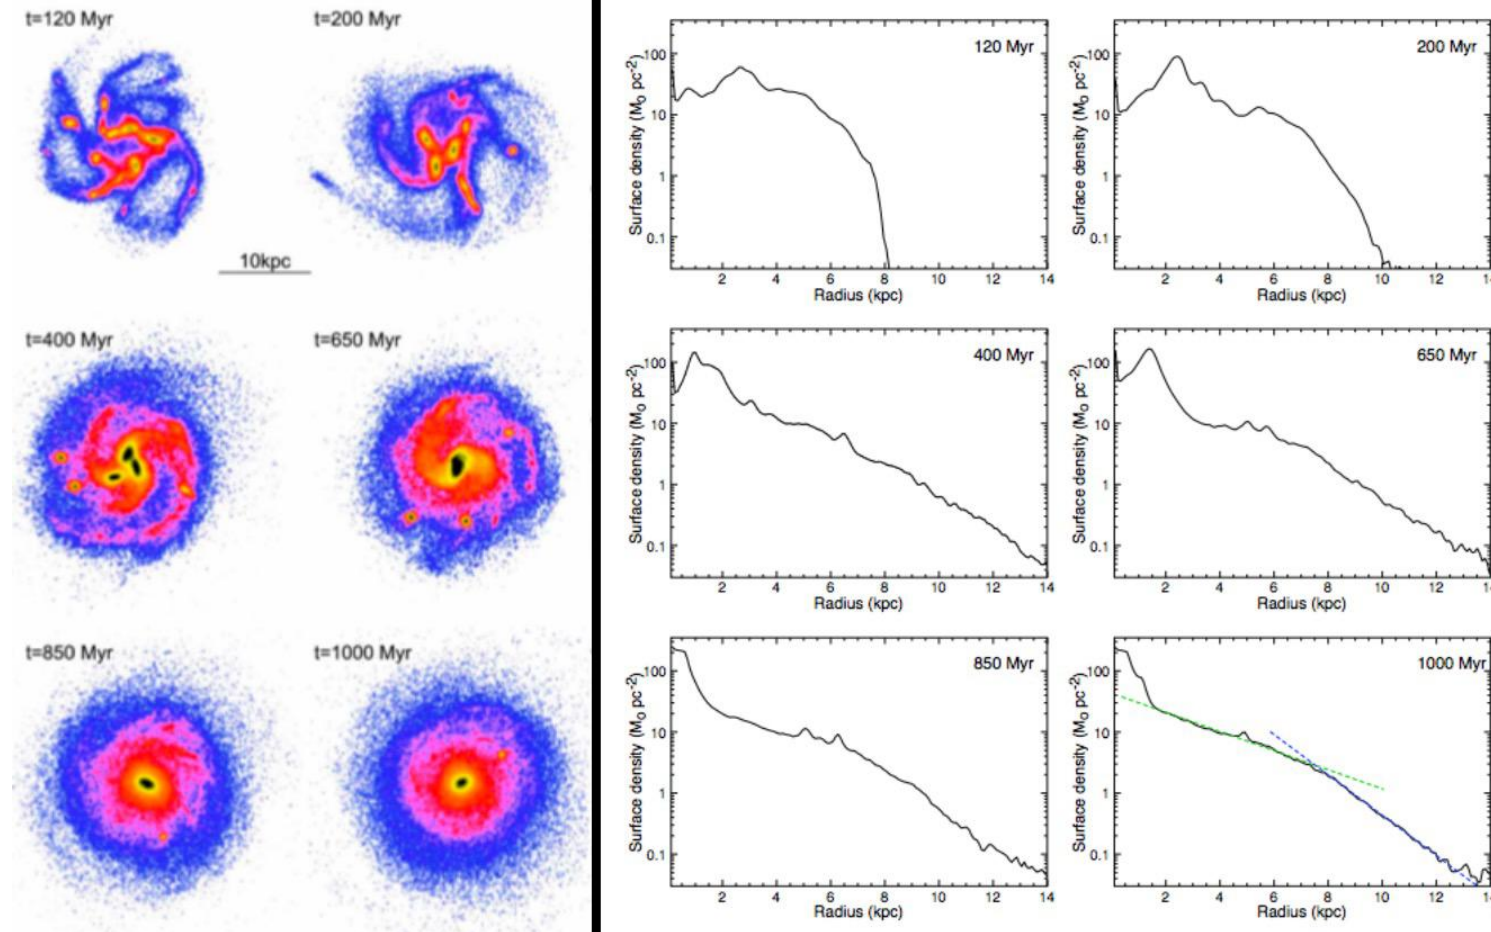 t=120 Myr
t=200 Myr
10kpc
t=400 Myr
t=650 Myr
t=850 Myr
t=1000 Myr
120 Myr
Surface density (M☉ pc⁻²)
100
10
1
0.1
2 4 6 8 10 12 14
Radius (kpc)
200 Myr
Surface density (M☉ pc⁻²)
100
10
1
0.1
2 4 6 8 10 12 14
Radius (kpc)
400 Myr
Surface density (M☉ pc⁻²)
100
10
1
0.1
2 4 6 8 10 12 14
Radius (kpc)
650 Myr
Surface density (M☉ pc⁻²)
100
10
1
0.1
2 4 6 8 10 12 14
Radius (kpc)
850 Myr
Surface density (M☉ pc⁻²)
100
10
1
0.1
2 4 6 8 10 12 14
Radius (kpc)
1000 Myr
Surface density (M☉ pc⁻²)
100
10
1
0.1
2 4 6 8 10 12 14
Radius (kpc)